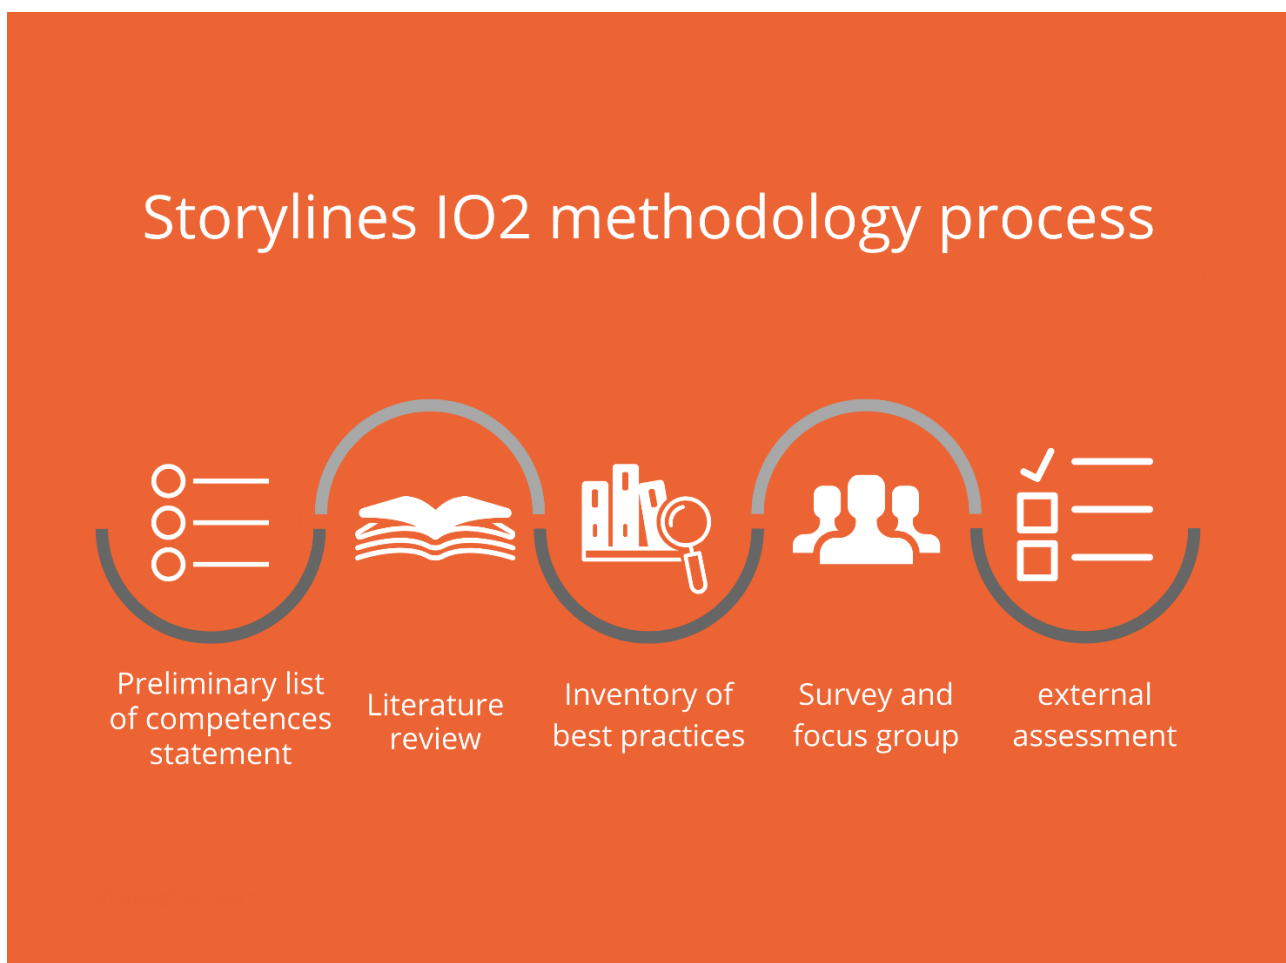 Storylines IO2 methodology process
Preliminary list
of competences
statement
Literature
review
Inventory of
best practices
Survey and
focus group
external
assessment